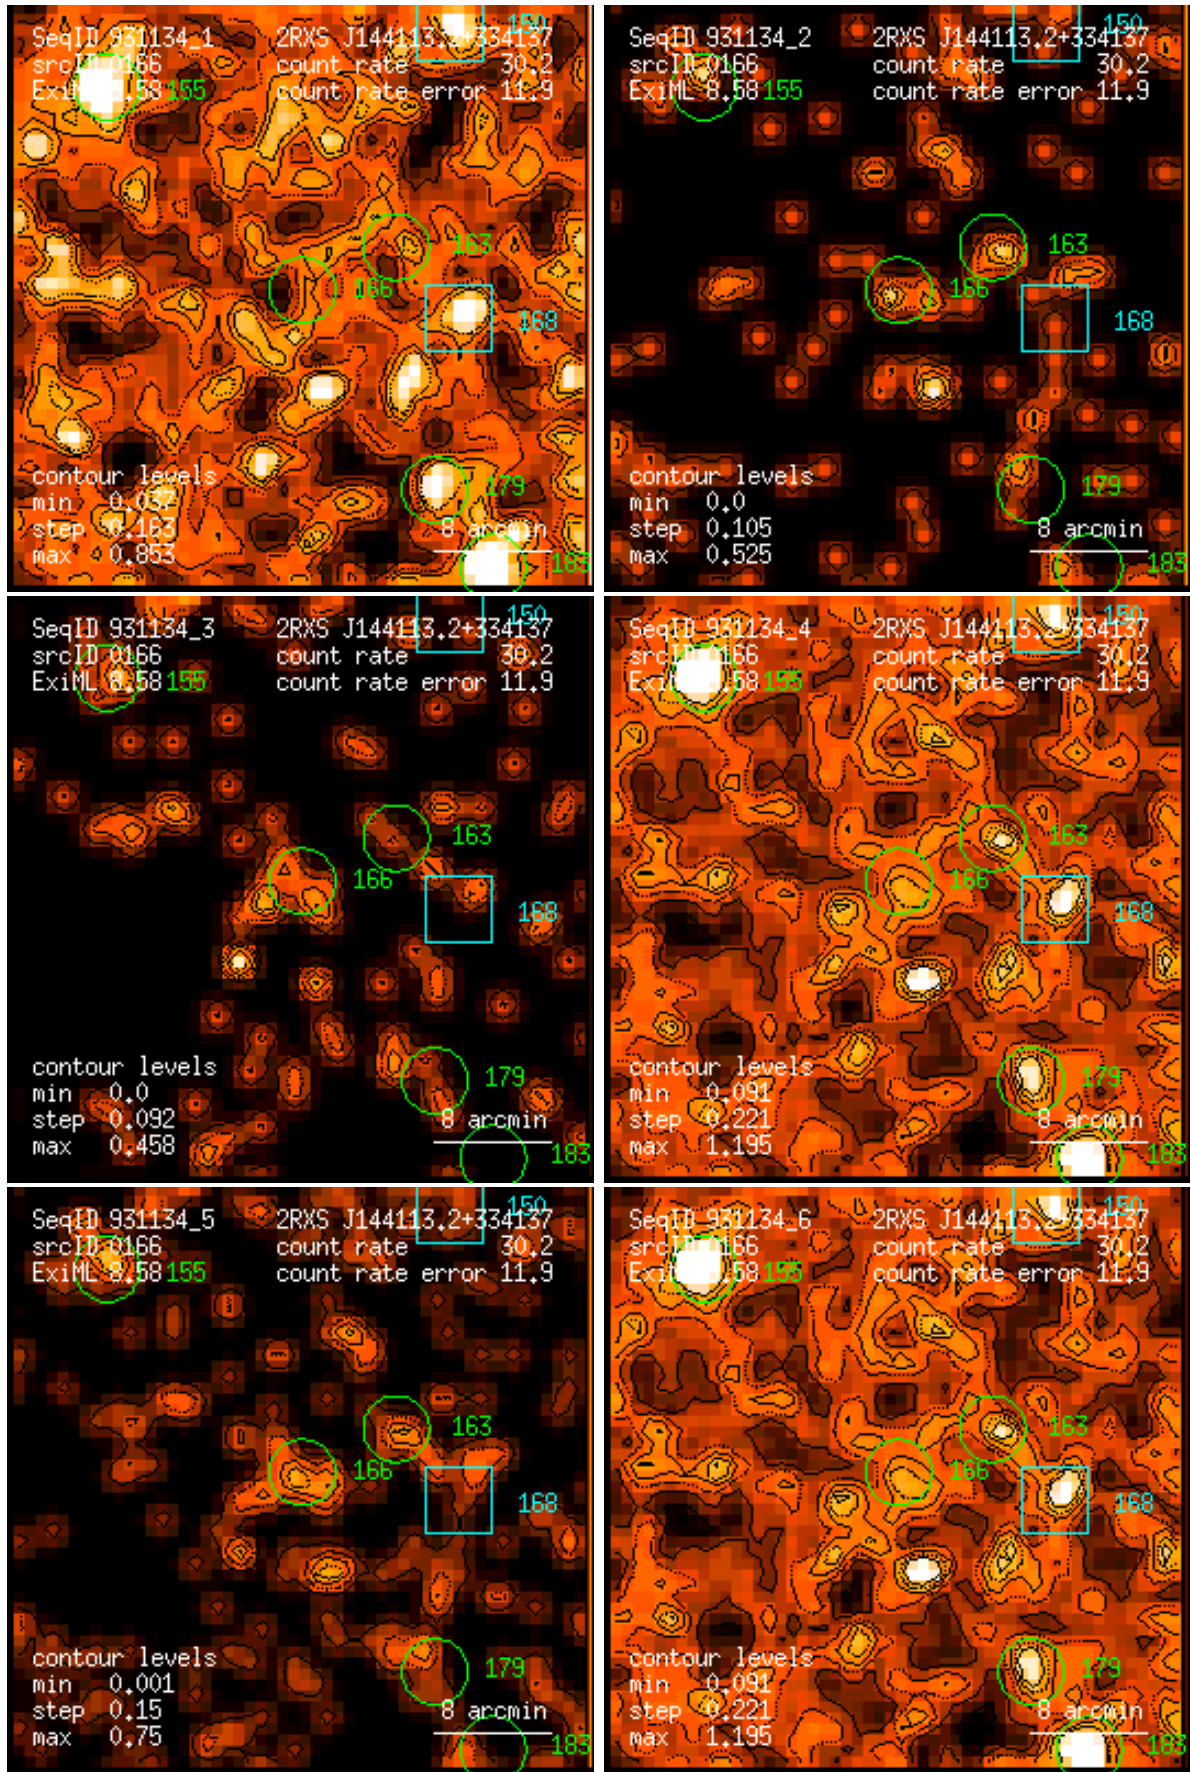 150
SeqID 931134_1 2RXS J144113.2+334137
srcID 0166 count rate 30.2
ExiML 8.58 155 count rate error 11.9
163
166
168
contour levels
min 0.037 179
step 0.163 8 arcmin
max 0.853 183
150
SeqID 931134_2 2RXS J144113.2+334137
srcID 0166 count rate 30.2
ExiML 8.58 155 count rate error 11.9
163
166
168
contour levels
min 0.0 179
step 0.105 8 arcmin
max 0.525 183
150
SeqID 931134_3 2RXS J144113.2+334137
srcID 0166 count rate 30.2
ExiML 8.58 155 count rate error 11.9
163
166
168
contour levels
min 0.0 179
step 0.092 8 arcmin
max 0.458 183
150
SeqID 931134_4 2RXS J144113.2+334137
srcID 0166 count rate 30.2
ExiML 8.58 155 count rate error 11.9
163
166
168
contour levels
min 0.091 179
step 0.221 8 arcmin
max 1.195 183
150
SeqID 931134_5 2RXS J144113.2+334137
srcID 0166 count rate 30.2
ExiML 8.58 155 count rate error 11.9
163
166
168
contour levels
min 0.001 179
step 0.15 8 arcmin
max 0.75 183
150
SeqID 931134_6 2RXS J144113.2+334137
srcID 0166 count rate 30.2
ExiML 8.58 155 count rate error 11.9
163
166
168
contour levels
min 0.091 179
step 0.221 8 arcmin
max 1.195 183